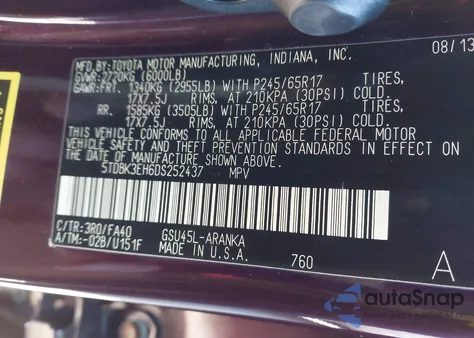 MFD.BY:TOYOTA MOTOR MANUFACTURING, INDIANA, INC. 08/13
GVWR: 2720KG (6000LB)
GAWR:FRT. 1340KG (2955LB) WITH P245/65R17 TIRES,
17X7.5J RIMS, AT 210KPA (30PSI) COLD.
RR. 1585KG (3505LB) WITH P245/65R17 TIRES,
17X7.5J RIMS, AT 210KPA (30PSI) COLD.
THIS VEHICLE CONFORMS TO ALL APPLICABLE FEDERAL MOTOR
VEHICLE SAFETY AND THEFT PREVENTION STANDARDS IN
EFFECT ON THE DATE OF MANUFACTURE SHOWN ABOVE.
5TDBK3EH6DS252437 MPV
C/TR:3R0/FA40 GSU45L-ARANKA
A/TM:-02B/U151F MADE IN U.S.A. 760 A
autoSnap